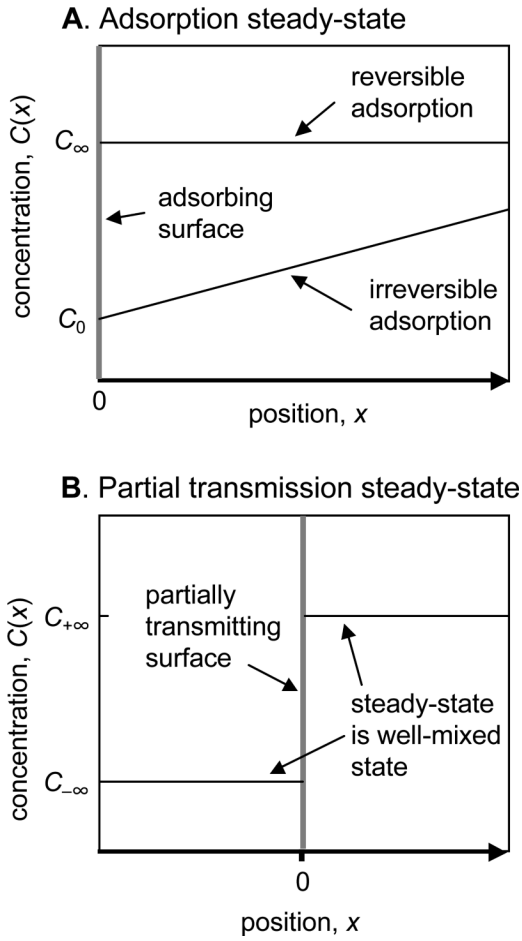 A. Adsorption steady-state
concentration, C(x)
reversible
adsorption
C∞
adsorbing
surface
irreversible
adsorption
C0
0
position, x
B. Partial transmission steady-state
concentration, C(x)
partially
transmitting
surface
C+∞
steady-state
is well-mixed
state
C−∞
0
position, x